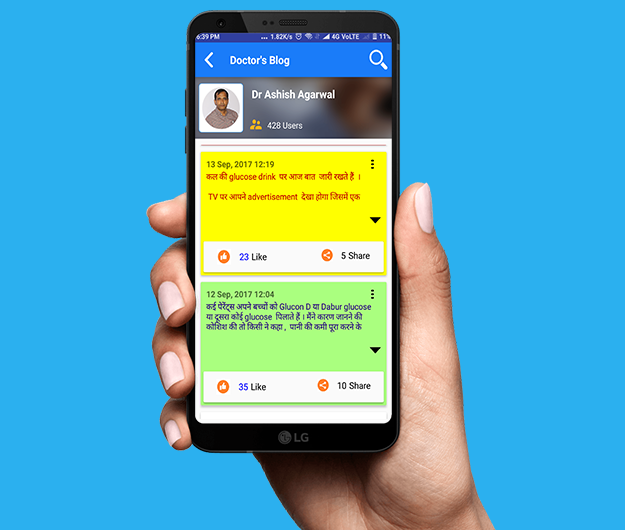 6:39 PM ... 1.82K/s 4G VoLTE 11%
Doctor's Blog
Dr Ashish Agarwal
428 Users
13 Sep, 2017 12:19
कल की glucose drink पर आज बात जारी रखते हैं ।
TV पर आपने advertisement देखा होगा जिसमें एक
23 Like 5 Share
12 Sep, 2017 12:04
कई पेरेंट्स अपने बच्चों को Glucon D या Dabur glucose
या दूसरा कोई glucose पिलाते हैं । मैंने कारण जानने की
कोशिश की तो किसी ने कहा , पानी की कमी पूरा करने के
35 Like 10 Share
LG